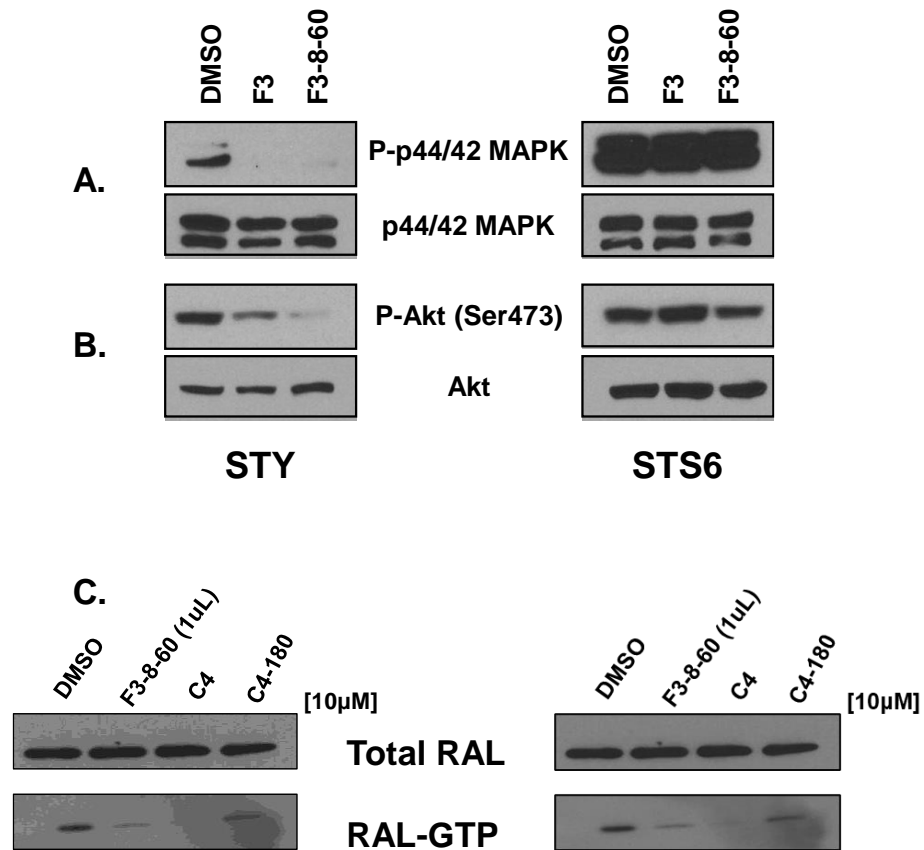 DMSO F3 F3-8-60 DMSO F3 F3-8-60
A. P-p44/42 MAPK
p44/42 MAPK
B. P-Akt (Ser473)
Akt
STY STS6
C.
DMSO F3-8-60 (1uL) C4 C4-180 [10µM] DMSO F3-8-60 (1uL) C4 C4-180 [10µM]
Total RAL
RAL-GTP